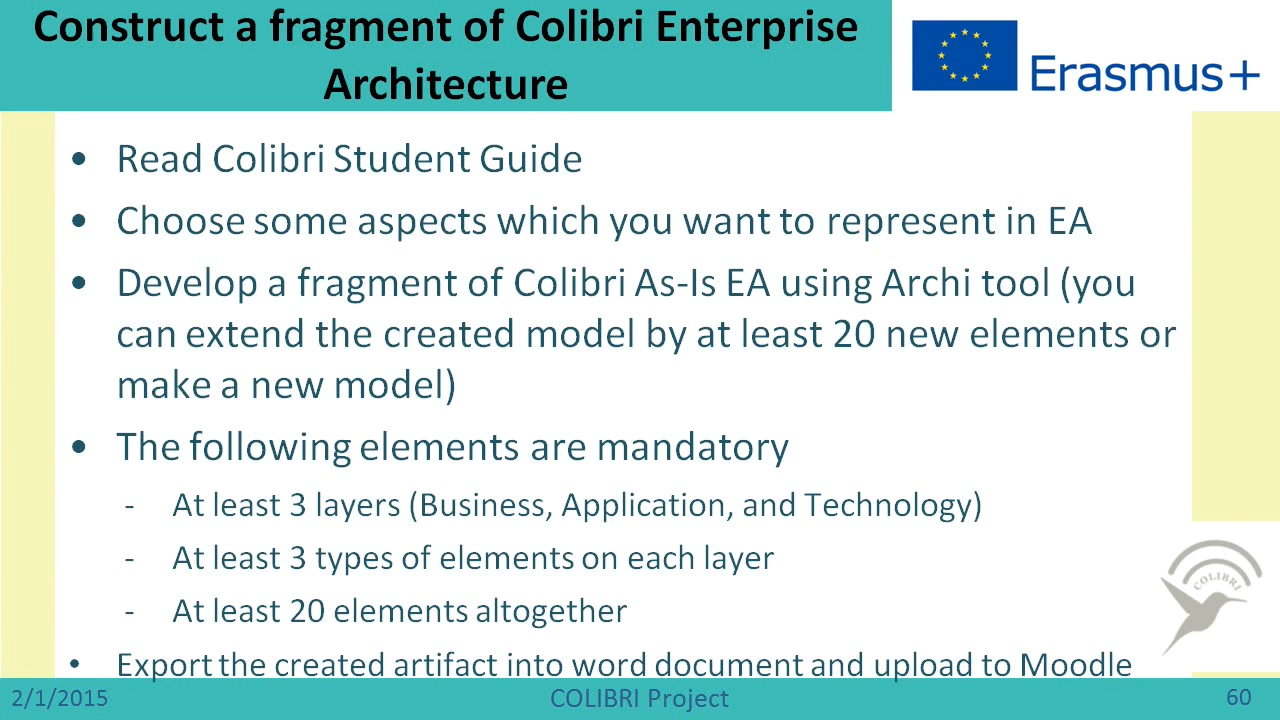 Construct a fragment of Colibri Enterprise
Architecture
Erasmus+
• Read Colibri Student Guide
• Choose some aspects which you want to represent in EA
• Develop a fragment of Colibri As-Is EA using Archi tool (you
can extend the created model by at least 20 new elements or
make a new model)
• The following elements are mandatory
- At least 3 layers (Business, Application, and Technology)
- At least 3 types of elements on each layer
- At least 20 elements altogether
COLIBRI
• Export the created artifact into word document and upload to Moodle
2/1/2015
COLIBRI Project
60